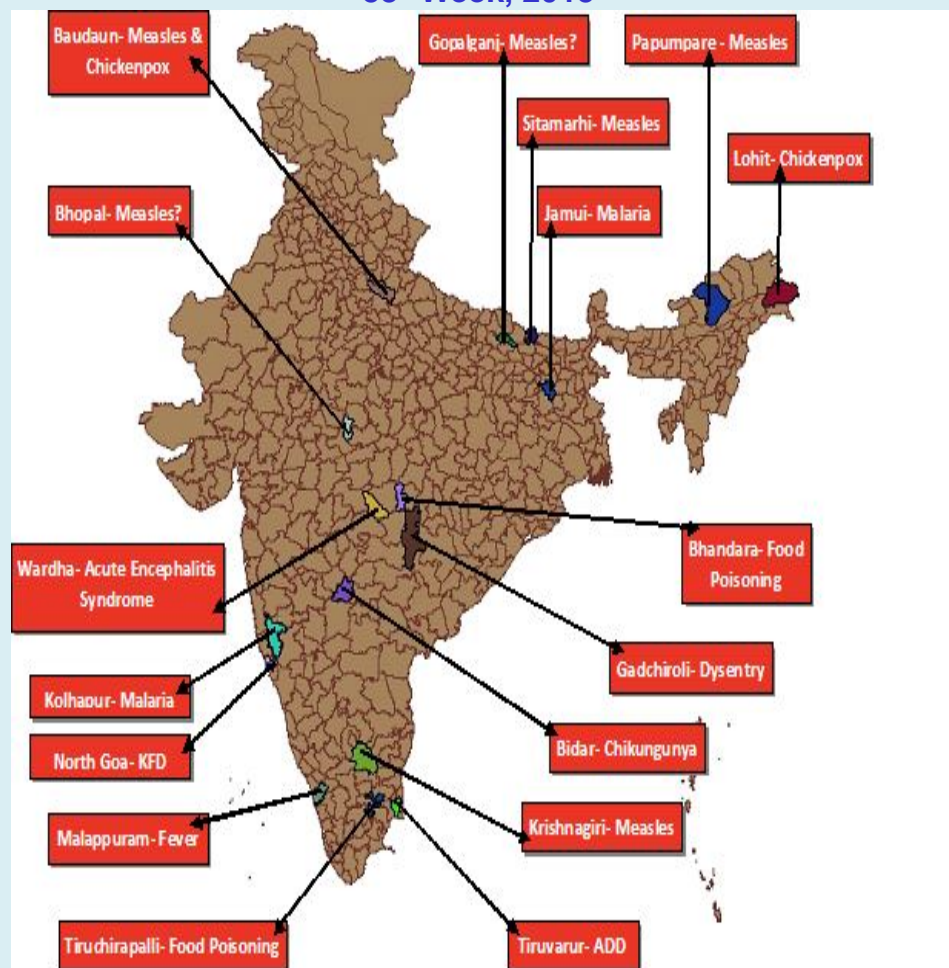 Baudaun- Measles &
Chickenpox
Gopalganj- Measles?
Papumpare - Measles
Sitamarhi- Measles
Lohit- Chickenpox
Bhopal- Measles?
Jamui- Malaria
Wardha- Acute Encephalitis
Syndrome
Bhandara- Food
Poisoning
Gadchiroli- Dysentry
Kolhapur- Malaria
Bidar- Chikungunya
North Goa- KFD
Krishnagiri- Measles
Malappuram- Fever
Tiruchirapalli- Food Poisoning
Tiruvarur- ADD